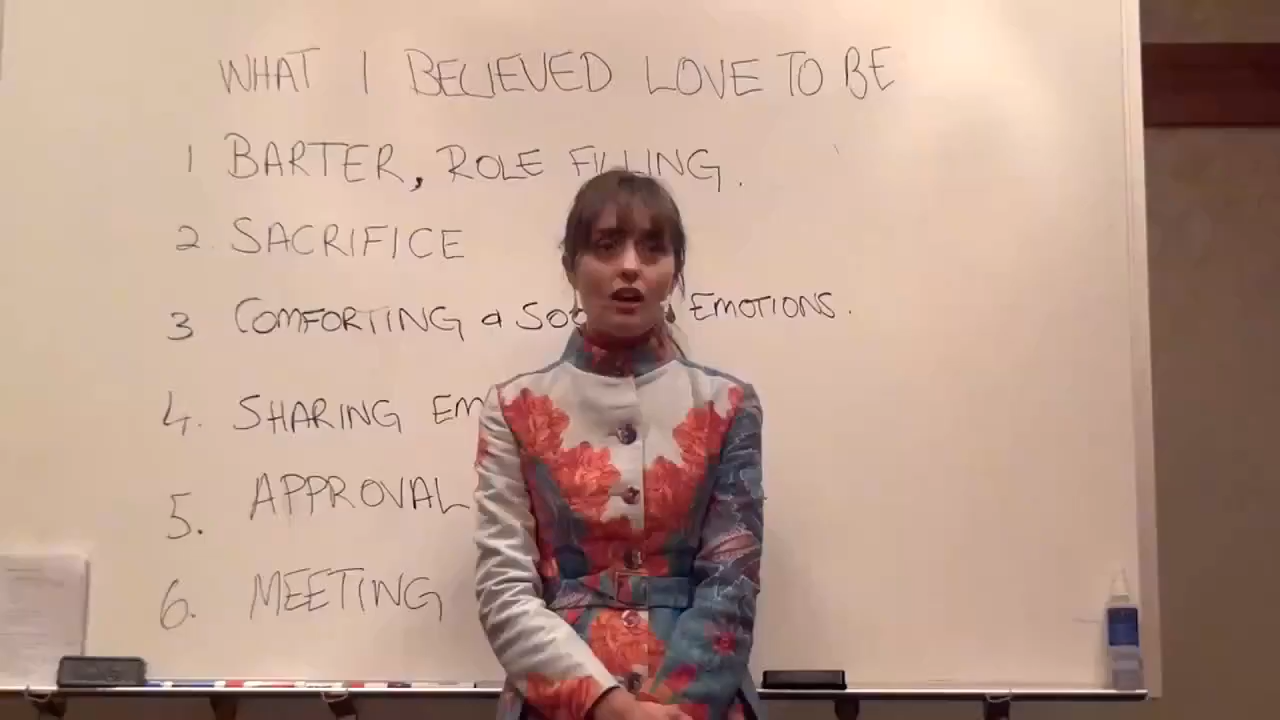 WHAT I BELIEVED LOVE TO BE
1 BARTER, ROLE FILLING.
2. SACRIFICE
3 COMFORTING a EMOTIONS.
4. SHARING
5. APPROVAL
6. MEETING